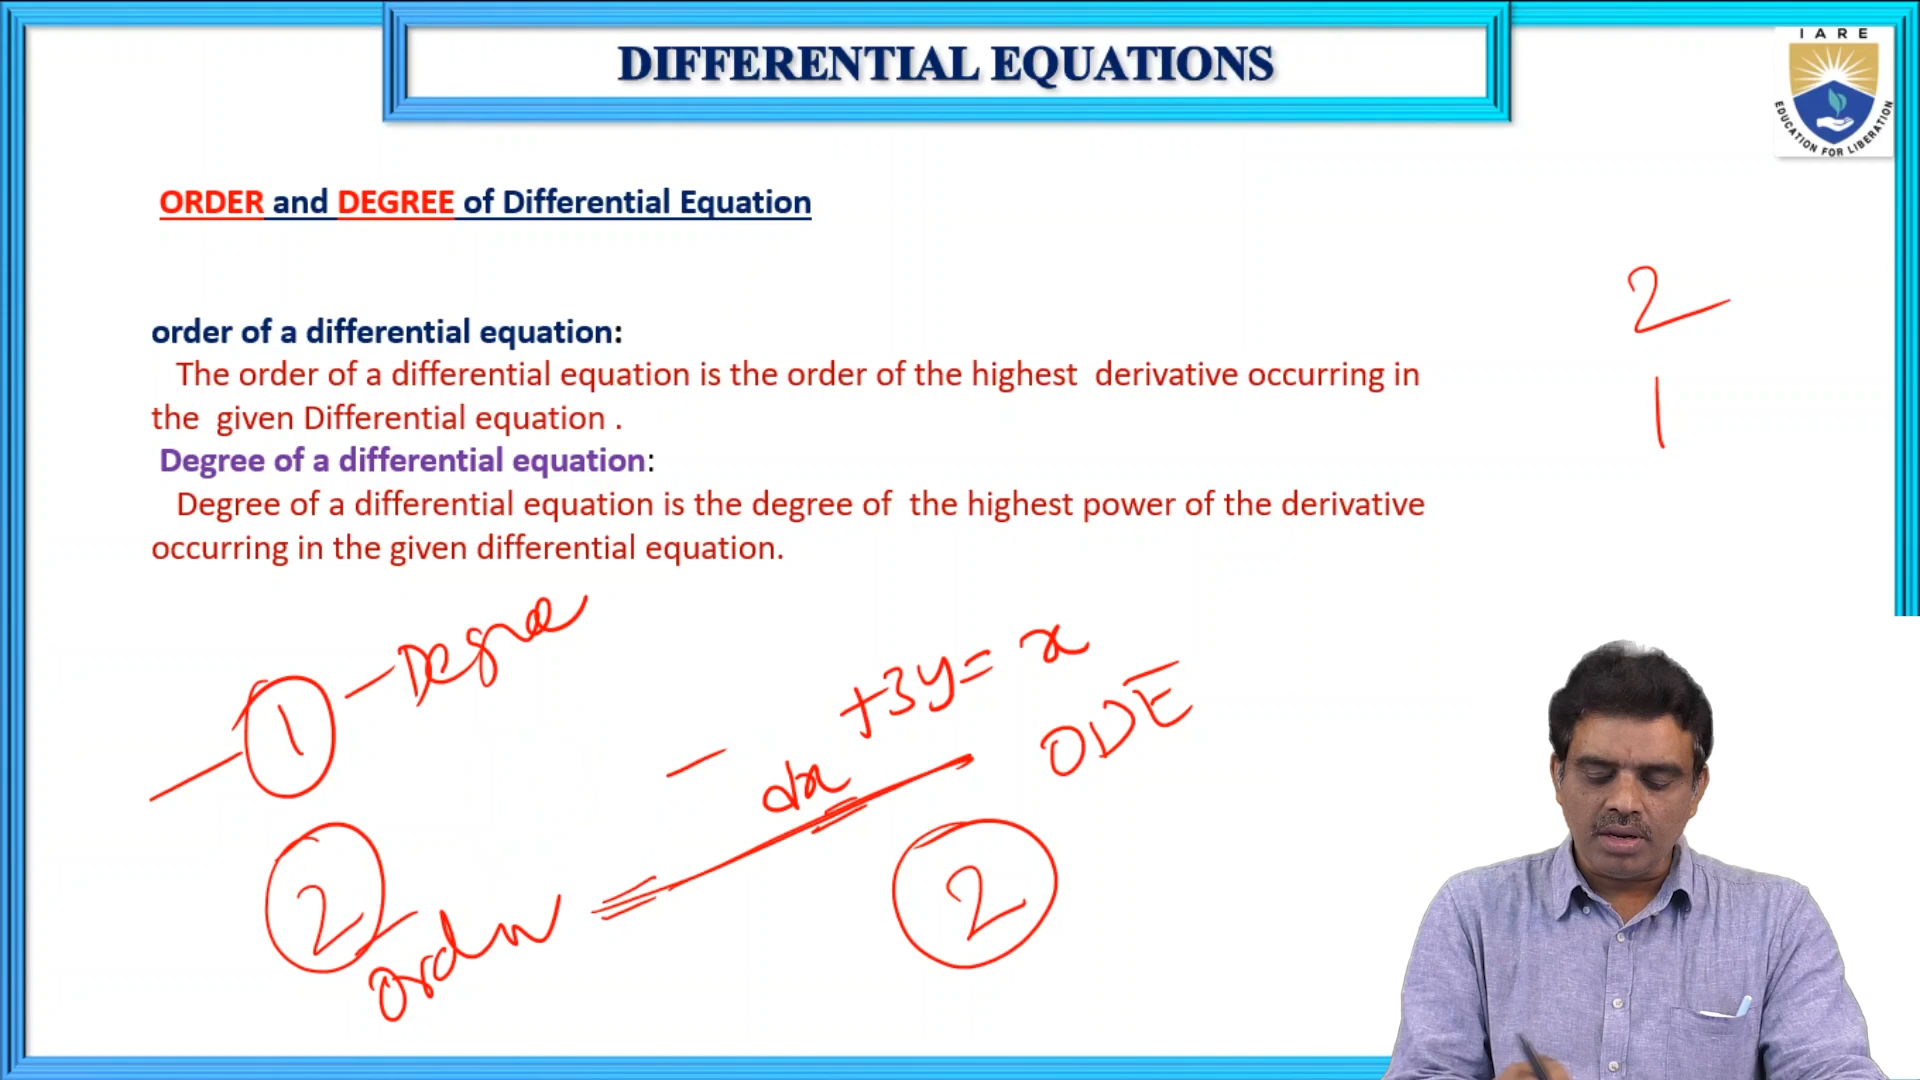 DIFFERENTIAL EQUATIONS
IARE
EDUCATION FOR LIBERATION
ORDER and DEGREE of Differential Equation
2
order of a differential equation:
The order of a differential equation is the order of the highest derivative occurring in
the given Differential equation .
1
Degree of a differential equation:
Degree of a differential equation is the degree of the highest power of the derivative
occurring in the given differential equation.
1 – Degree
+3y= x
dx
ODE
2
Order
2